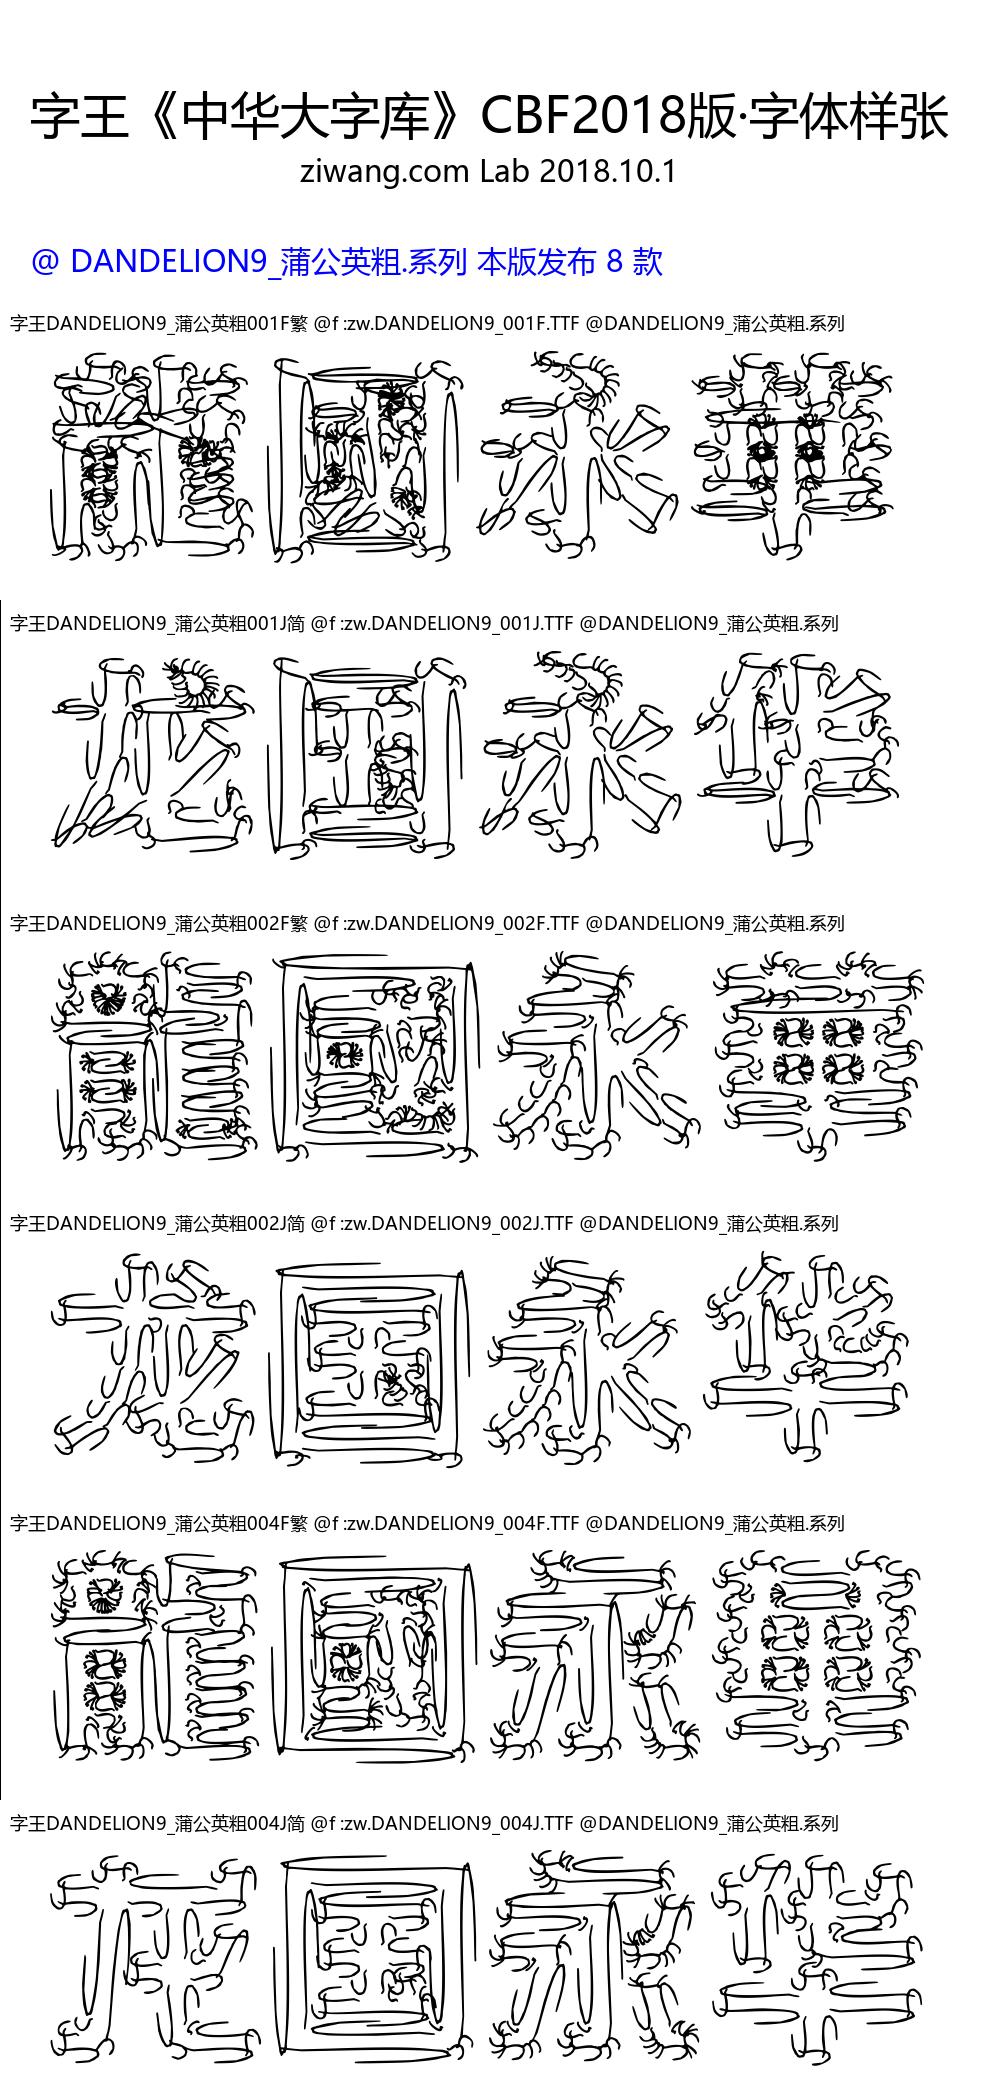 字王《中华大字库》CBF2018版·字体样张
ziwang.com Lab 2018.10.1
@ DANDELION9_蒲公英粗.系列 本版发布 8 款
字王DANDELION9_蒲公英粗001F繁 @f :zw.DANDELION9_001F.TTF @DANDELION9_蒲公英粗.系列
龍國永華
字王DANDELION9_蒲公英粗001J简 @f :zw.DANDELION9_001J.TTF @DANDELION9_蒲公英粗.系列
龙国永华
字王DANDELION9_蒲公英粗002F繁 @f :zw.DANDELION9_002F.TTF @DANDELION9_蒲公英粗.系列
龍國永華
字王DANDELION9_蒲公英粗002J简 @f :zw.DANDELION9_002J.TTF @DANDELION9_蒲公英粗.系列
龙国永华
字王DANDELION9_蒲公英粗004F繁 @f :zw.DANDELION9_004F.TTF @DANDELION9_蒲公英粗.系列
龍國永華
字王DANDELION9_蒲公英粗004J简 @f :zw.DANDELION9_004J.TTF @DANDELION9_蒲公英粗.系列
龙国永华